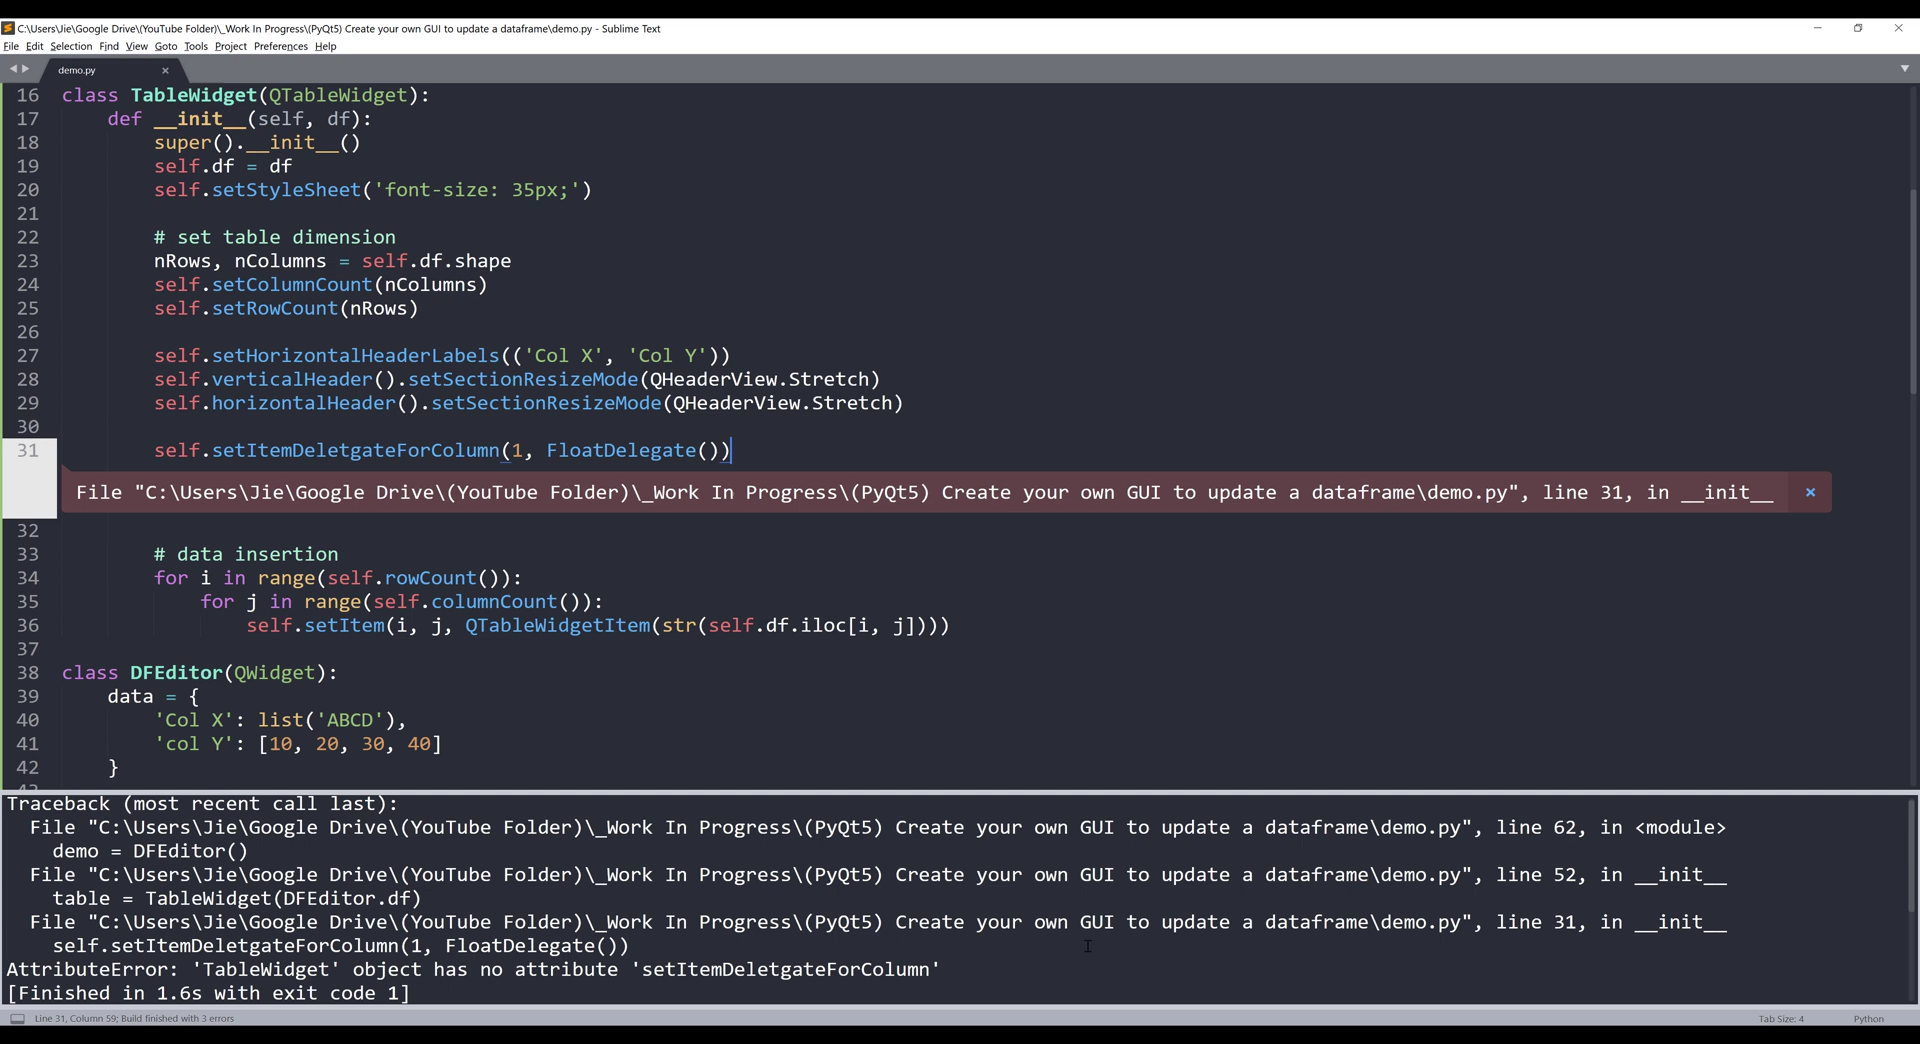 C:\Users\Jie\Google Drive\(YouTube Folder)\_Work In Progress\(PyQt5) Create your own GUI to update a dataframe\demo.py - Sublime Text
File Edit Selection Find View Goto Tools Project Preferences Help
demo.py ×
16 class TableWidget(QTableWidget):
17     def __init__(self, df):
18         super().__init__()
19         self.df = df
20         self.setStyleSheet('font-size: 35px;')
21
22         # set table dimension
23         nRows, nColumns = self.df.shape
24         self.setColumnCount(nColumns)
25         self.setRowCount(nRows)
26
27         self.setHorizontalHeaderLabels(('Col X', 'Col Y'))
28         self.verticalHeader().setSectionResizeMode(QHeaderView.Stretch)
29         self.horizontalHeader().setSectionResizeMode(QHeaderView.Stretch)
30
31         self.setItemDeletgateForColumn(1, FloatDelegate())
File "C:\Users\Jie\Google Drive\(YouTube Folder)\_Work In Progress\(PyQt5) Create your own GUI to update a dataframe\demo.py", line 31, in __init__ ×
32
33         # data insertion
34         for i in range(self.rowCount()):
35             for j in range(self.columnCount()):
36                 self.setItem(i, j, QTableWidgetItem(str(self.df.iloc[i, j])))
37
38 class DFEditor(QWidget):
39     data = {
40         'Col X': list('ABCD'),
41         'col Y': [10, 20, 30, 40]
42     }
Traceback (most recent call last):
  File "C:\Users\Jie\Google Drive\(YouTube Folder)\_Work In Progress\(PyQt5) Create your own GUI to update a dataframe\demo.py", line 62, in <module>
    demo = DFEditor()
  File "C:\Users\Jie\Google Drive\(YouTube Folder)\_Work In Progress\(PyQt5) Create your own GUI to update a dataframe\demo.py", line 52, in __init__
    table = TableWidget(DFEditor.df)
  File "C:\Users\Jie\Google Drive\(YouTube Folder)\_Work In Progress\(PyQt5) Create your own GUI to update a dataframe\demo.py", line 31, in __init__
    self.setItemDeletgateForColumn(1, FloatDelegate())
AttributeError: 'TableWidget' object has no attribute 'setItemDeletgateForColumn'
[Finished in 1.6s with exit code 1]
Line 31, Column 59; Build finished with 3 errors Tab Size: 4 Python